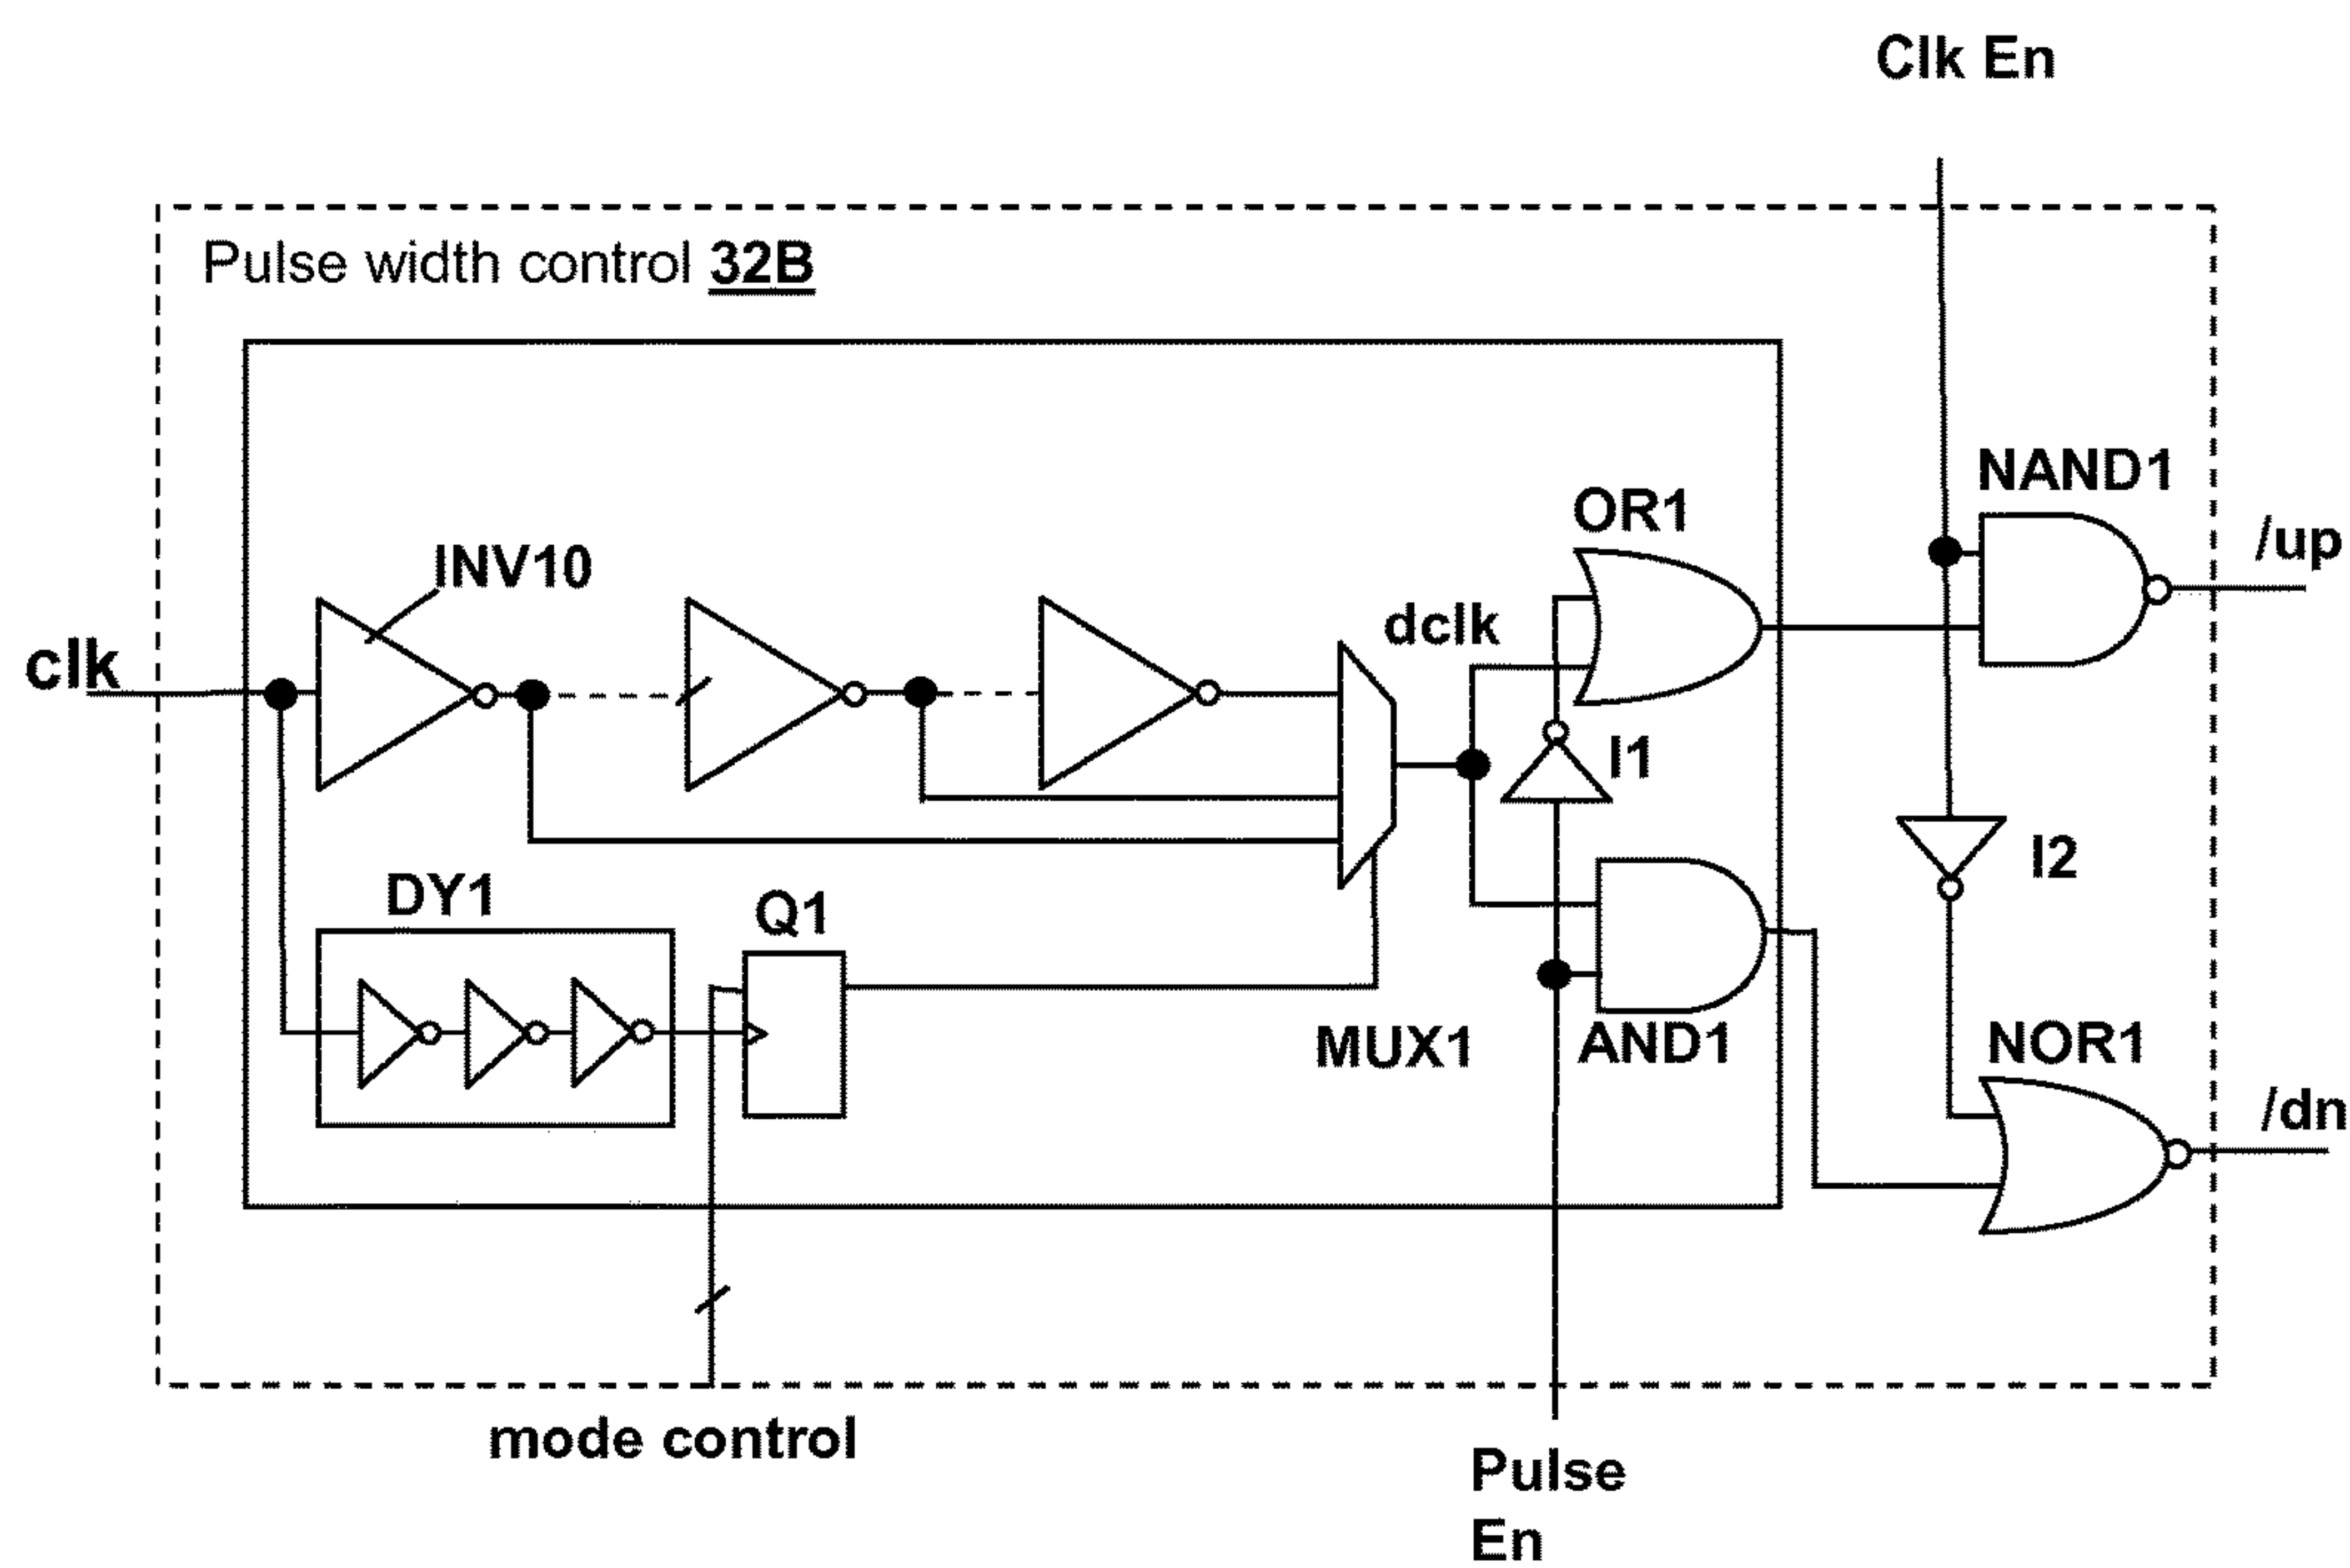 Clk En
Pulse width control 32B
NAND1
OR1
/up
INV10
dclk
clk
I1
I2
DY1
Q1
MUX1
AND1
NOR1
/dn
mode control
Pulse
En